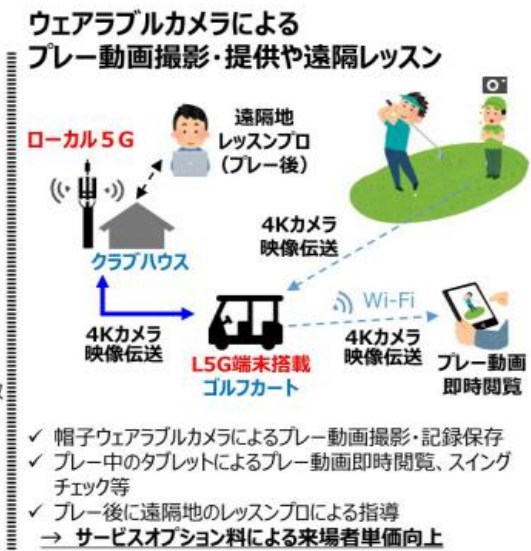 ウェアラブルカメラによる
プレー動画撮影・提供や遠隔レッスン
遠隔地
レッスンプロ
(プレー後)
ローカル5G
クラブハウス
4Kカメラ
映像伝送
4Kカメラ
映像伝送
L5G端末搭載
ゴルフカート
Wi-Fi
4Kカメラ
映像伝送
プレー動画
即時閲覧
✓ 帽子ウェアラブルカメラによるプレー動画撮影・記録保存
✓ プレー中のタブレットによるプレー動画即時閲覧、スイング
チェック等
✓ プレー後に遠隔地のレッスンプロによる指導
→ サービスオプション料による来場者単価向上